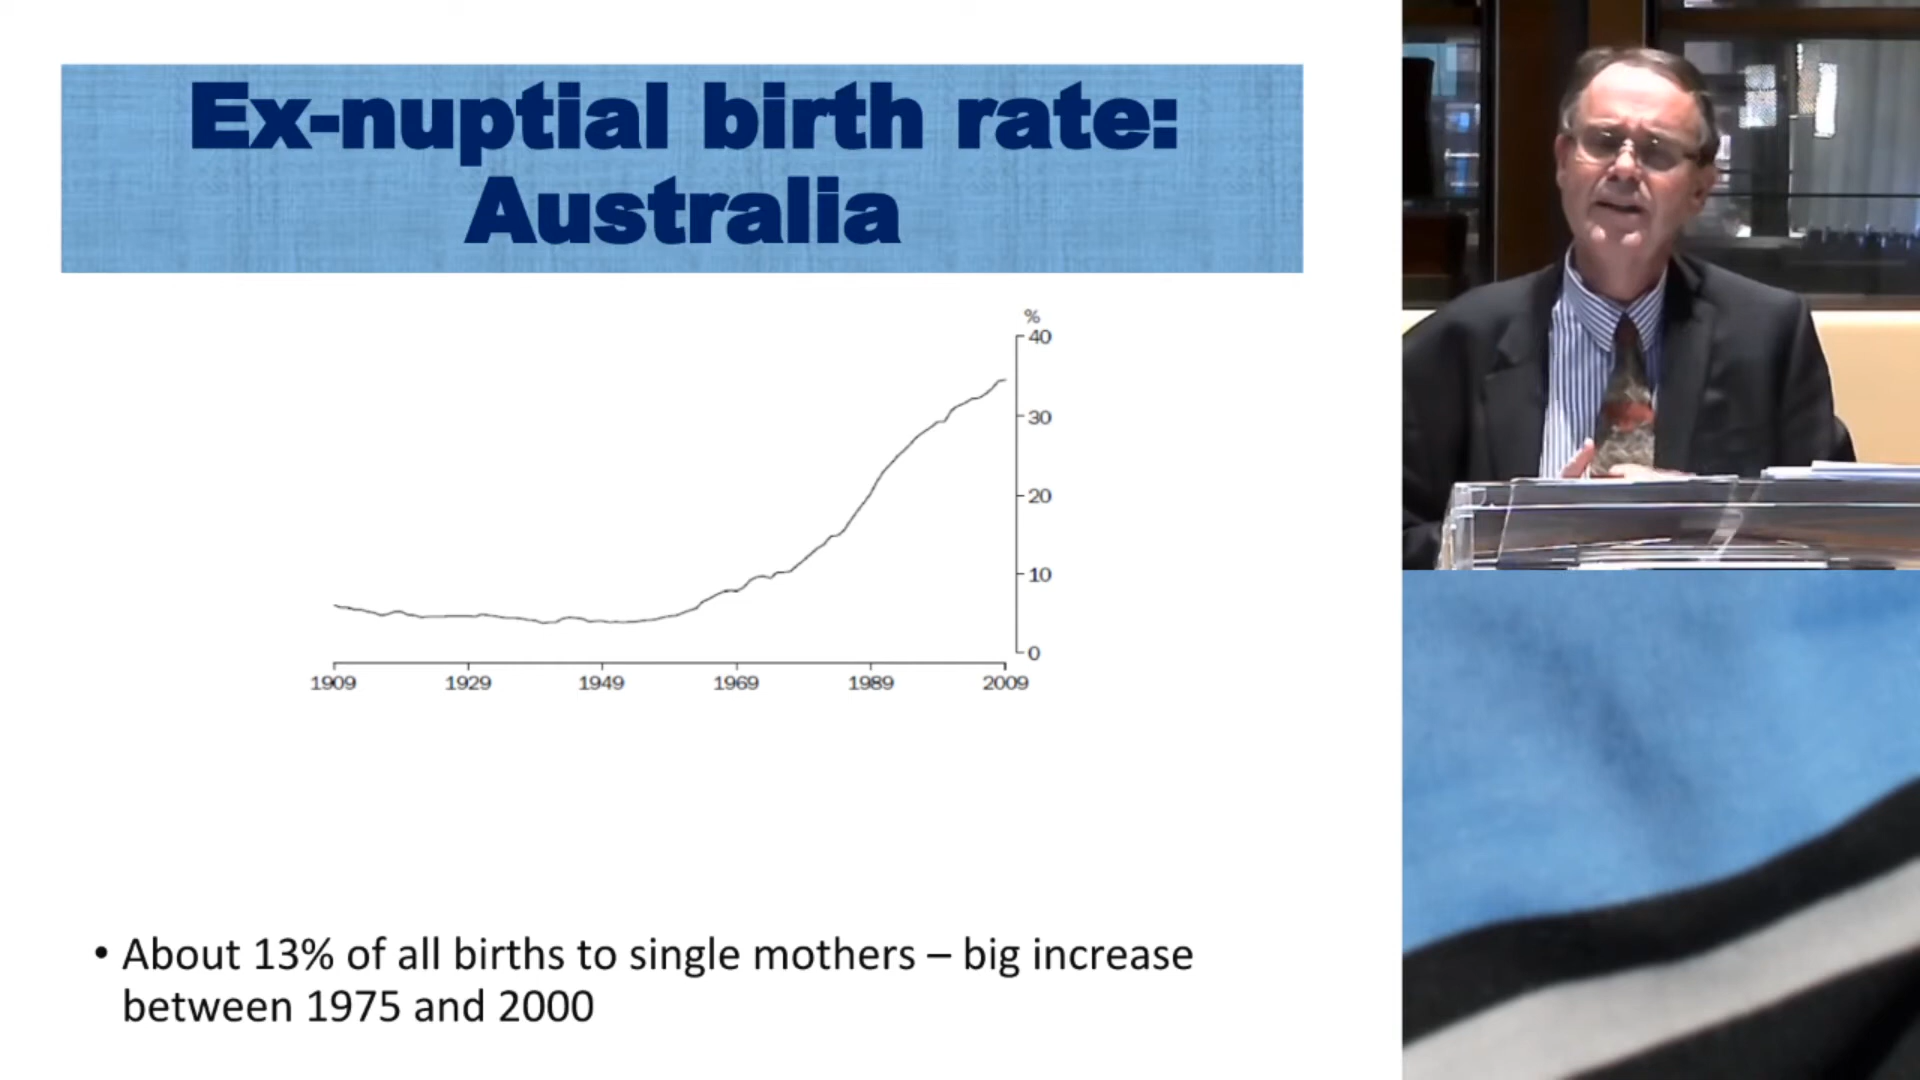 Ex-nuptial birth rate:
Australia
%
40
30
20
10
0
1909 1929 1949 1969 1989 2009
• About 13% of all births to single mothers – big increase
between 1975 and 2000